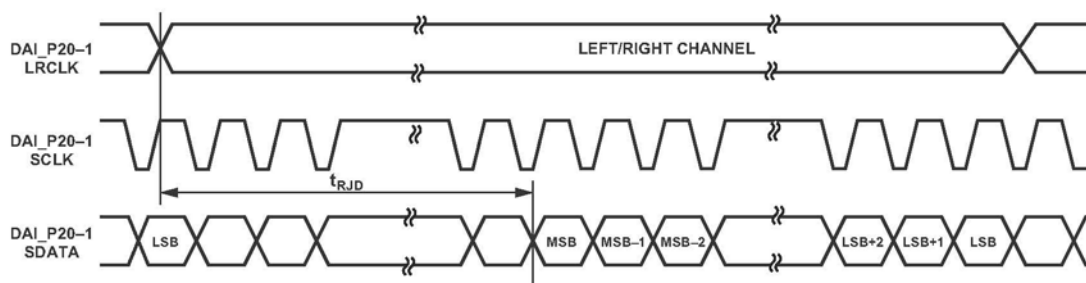 DAI_P20–1
LRCLK
LEFT/RIGHT CHANNEL
DAI_P20–1
SCLK
tRJD
DAI_P20–1
SDATA
LSB
MSB
MSB–1
MSB–2
LSB+2
LSB+1
LSB